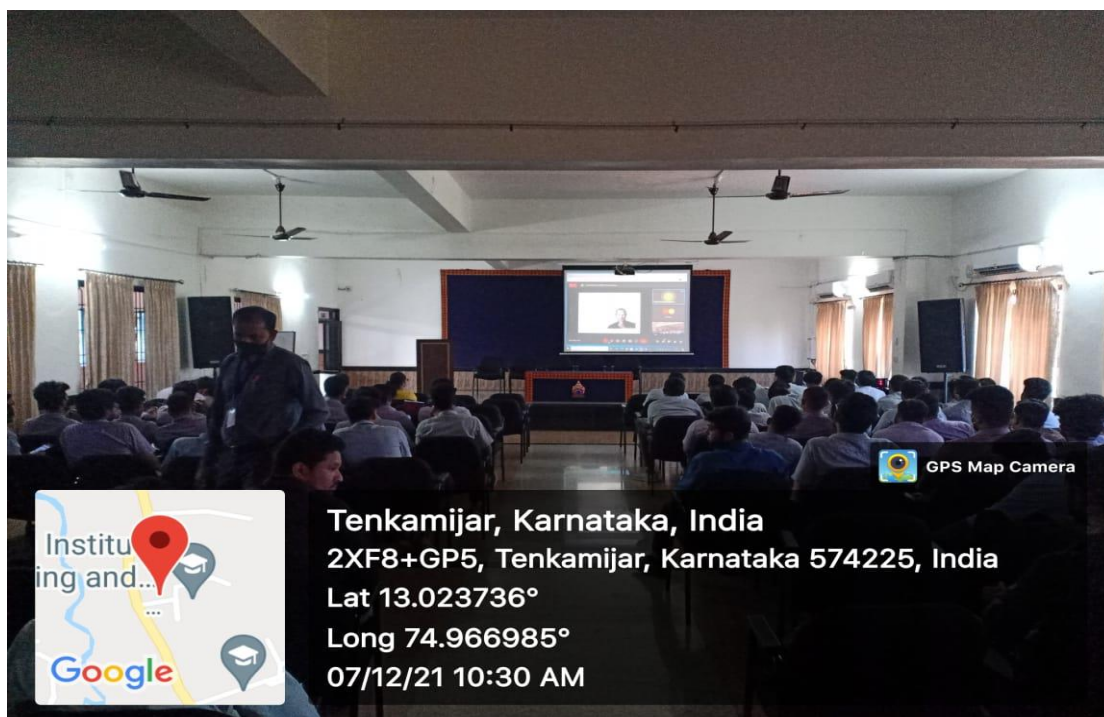 GPS Map Camera
Institu
ing and...
Google
Tenkamijar, Karnataka, India
2XF8+GP5, Tenkamijar, Karnataka 574225, India
Lat 13.023736°
Long 74.966985°
07/12/21 10:30 AM